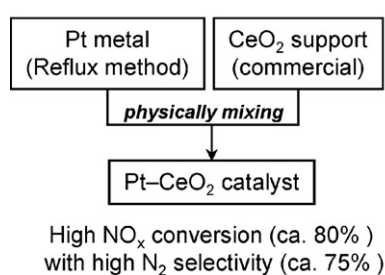 Pt metal
(Reflux method)
CeO₂ support
(commercial)
physically mixing
Pt–CeO₂ catalyst
High NOₓ conversion (ca. 80% )
with high N₂ selectivity (ca. 75% )